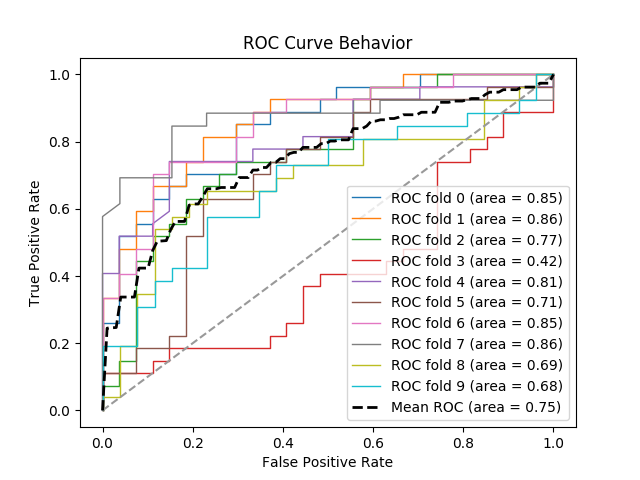 ROC Curve Behavior
True Positive Rate
1.0
0.8
0.6
0.4
0.2
0.0
ROC fold 0 (area = 0.85)
ROC fold 1 (area = 0.86)
ROC fold 2 (area = 0.77)
ROC fold 3 (area = 0.42)
ROC fold 4 (area = 0.81)
ROC fold 5 (area = 0.71)
ROC fold 6 (area = 0.85)
ROC fold 7 (area = 0.86)
ROC fold 8 (area = 0.69)
ROC fold 9 (area = 0.68)
Mean ROC (area = 0.75)
0.0 0.2 0.4 0.6 0.8 1.0
False Positive Rate